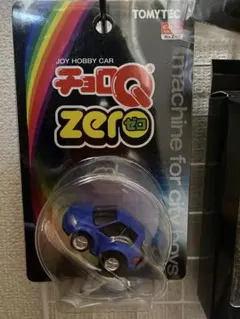 TOMYTEC
JOY HOBBY CAR
チョロQ
zero ゼロ
machine for city boys